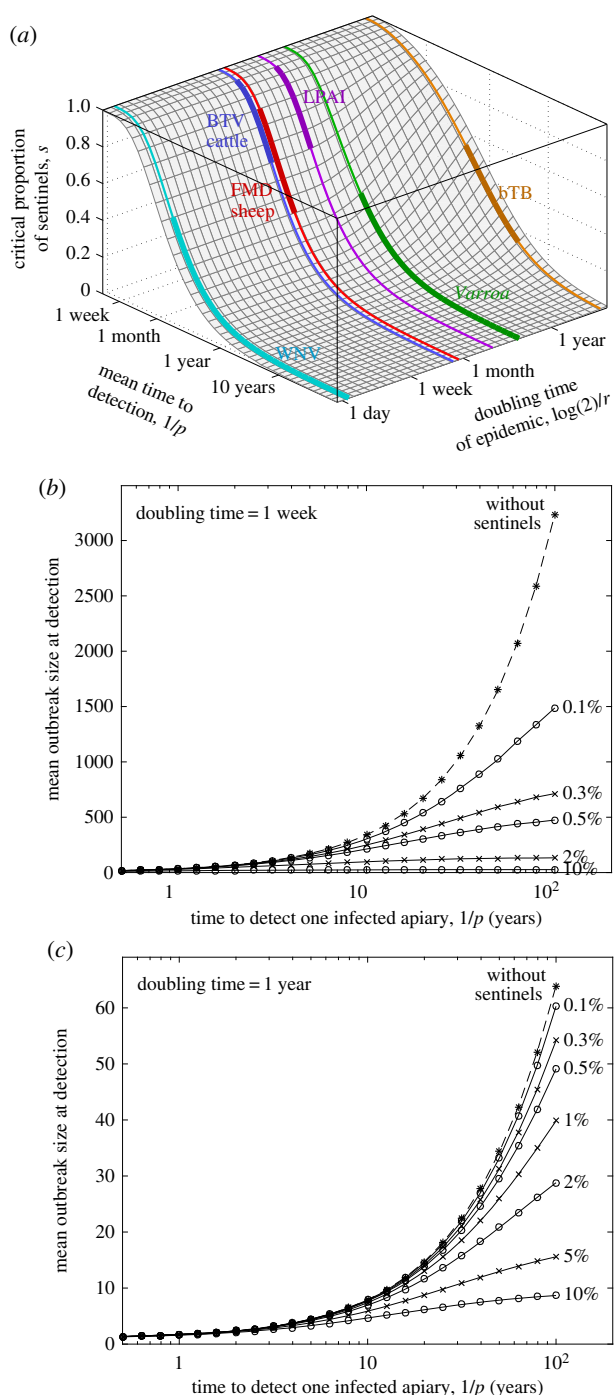 (a)
1.0
0.8
0.6
0.4
0.2
0
critical proportion
of sentinels, s
BTV
cattle
FMD
sheep
LPAI
bTB
Varroa
WNV
1 week
1 month
1 year
10 years
mean time to
detection, 1/p
1 day
1 week
1 month
1 year
doubling time
of epidemic, log(2)/r
(b)
doubling time = 1 week
without
sentinels
3000
2500
2000
1500
1000
500
0
mean outbreak size at detection
0.1%
0.3%
0.5%
2%
10%
1
10
10²
time to detect one infected apiary, 1/p (years)
(c)
doubling time = 1 year
without
sentinels
60
50
40
30
20
10
0
mean outbreak size at detection
0.1%
0.3%
0.5%
1%
2%
5%
10%
1
10
10²
time to detect one infected apiary, 1/p (years)